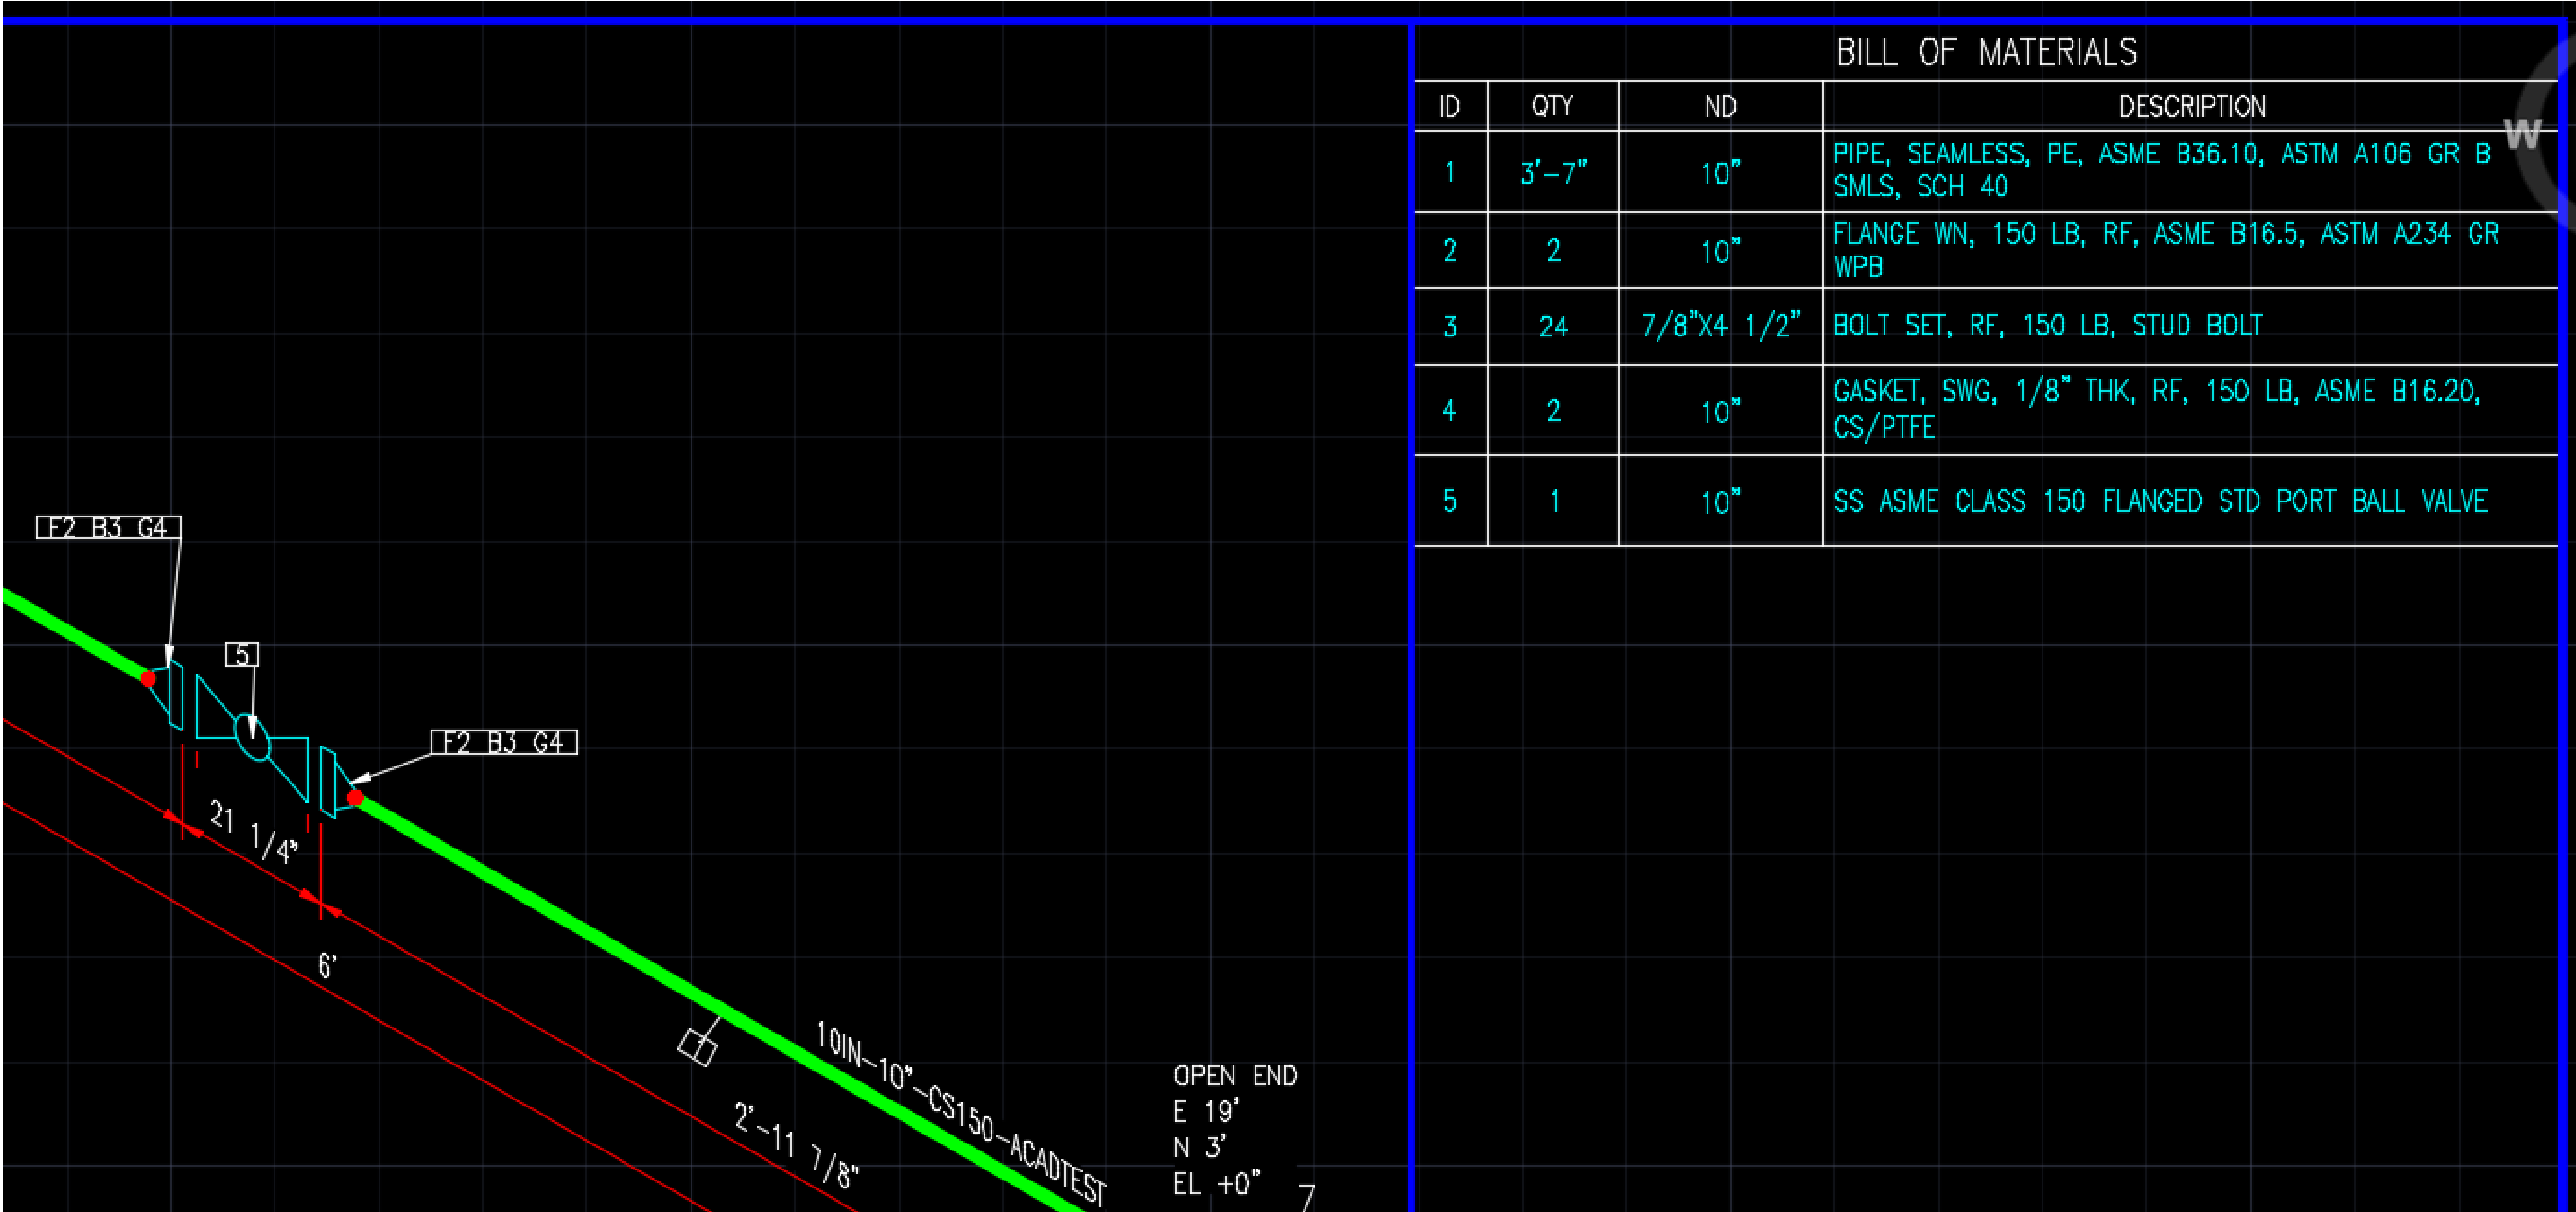 BILL OF MATERIALS
ID QTY ND DESCRIPTION
1 3'-7" 10" PIPE, SEAMLESS, PE, ASME B36.10, ASTM A106 GR B
SMLS, SCH 40
2 2 10" FLANGE WN, 150 LB, RF, ASME B16.5, ASTM A234 GR
WPB
3 24 7/8"X4 1/2" BOLT SET, RF, 150 LB, STUD BOLT
4 2 10" GASKET, SWG, 1/8" THK, RF, 150 LB, ASME B16.20,
CS/PTFE
5 1 10" SS ASME CLASS 150 FLANGED STD PORT BALL VALVE
W
F2 B3 G4
5
F2 B3 G4
21 1/4"
6'
1
10IN-10"-CS150-ACADTEST
2'-11 7/8"
OPEN END
E 19'
N 3'
EL +0"